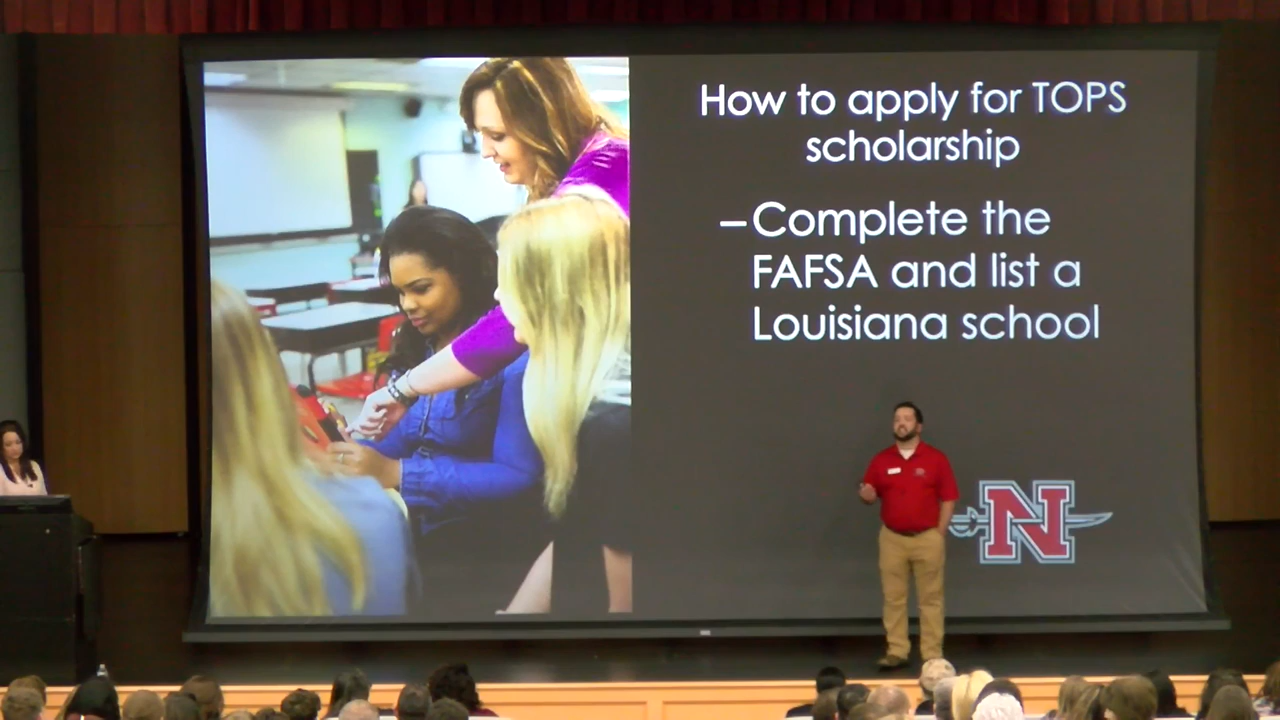 How to apply for TOPS
scholarship
–Complete the
FAFSA and list a
Louisiana school
N